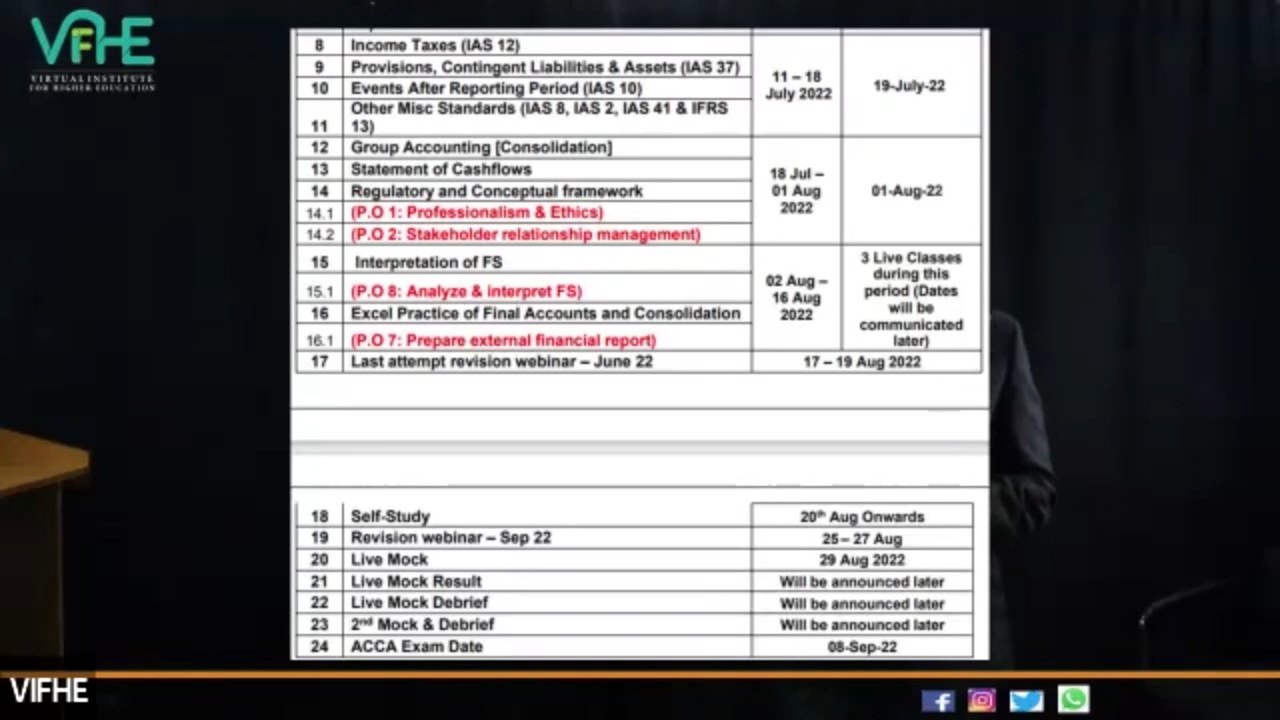 VIFHE
VIRTUAL INSTITUTE
FOR HIGHER EDUCATION
8 Income Taxes (IAS 12)
9 Provisions, Contingent Liabilities & Assets (IAS 37)
10 Events After Reporting Period (IAS 10)
11 Other Misc Standards (IAS 8, IAS 2, IAS 41 & IFRS
13)
11 – 18
July 2022
19-July-22
12 Group Accounting [Consolidation]
13 Statement of Cashflows
14 Regulatory and Conceptual framework
14.1 (P.O 1: Professionalism & Ethics)
14.2 (P.O 2: Stakeholder relationship management)
18 Jul –
01 Aug
2022
01-Aug-22
15 Interpretation of FS
15.1 (P.O 8: Analyze & interpret FS)
16 Excel Practice of Final Accounts and Consolidation
16.1 (P.O 7: Prepare external financial report)
02 Aug –
16 Aug
2022
3 Live Classes
during this
period (Dates
will be
communicated
later)
17 Last attempt revision webinar – June 22 17 – 19 Aug 2022
18 Self-Study 20th Aug Onwards
19 Revision webinar – Sep 22 25 – 27 Aug
20 Live Mock 29 Aug 2022
21 Live Mock Result Will be announced later
22 Live Mock Debrief Will be announced later
23 2nd Mock & Debrief Will be announced later
24 ACCA Exam Date 08-Sep-22
VIFHE